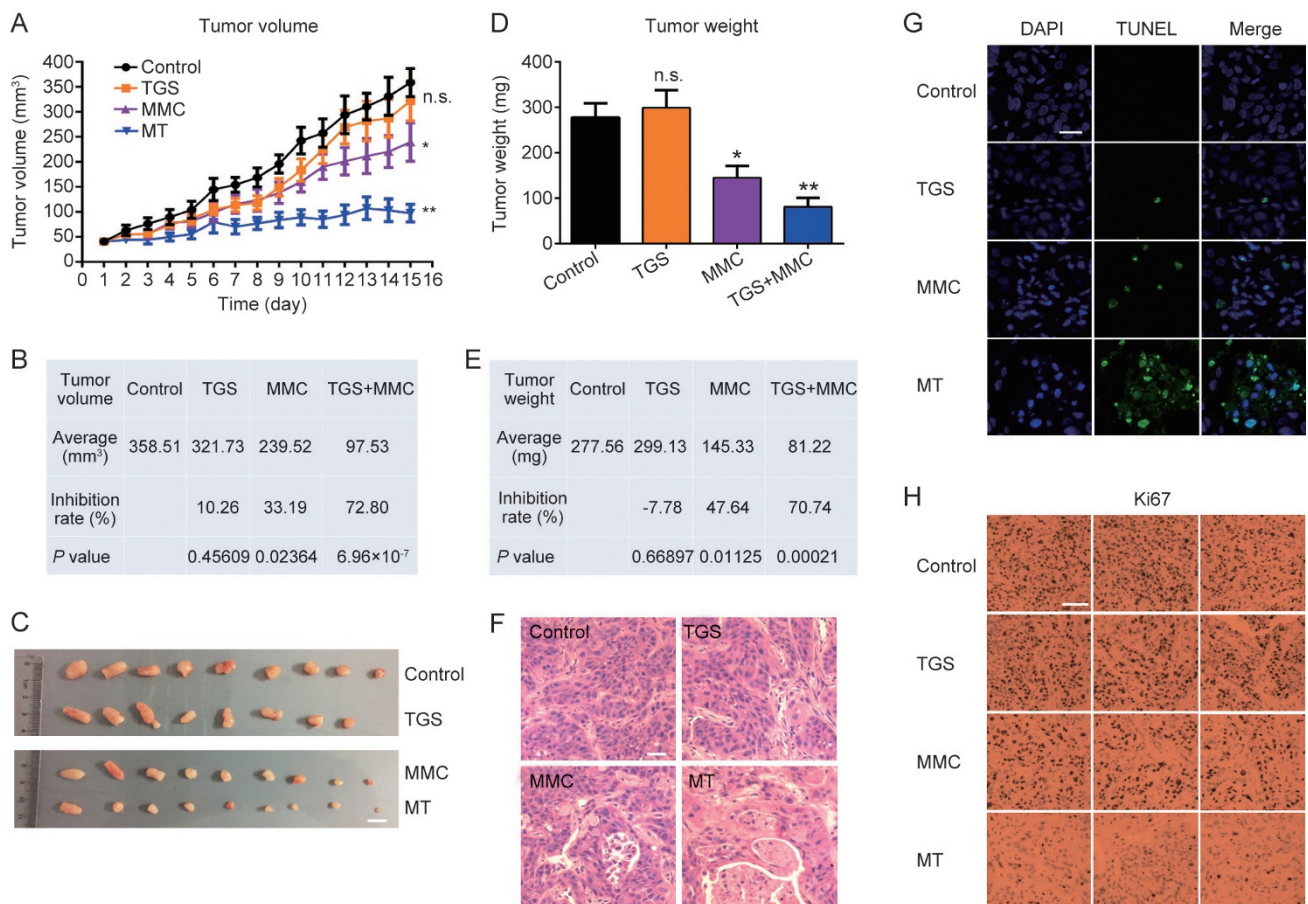 A
Tumor volume
Tumor volume (mm³)
400
350
300
250
200
150
100
50
0
Control
TGS
MMC
MT
n.s.
*
**
0 1 2 3 4 5 6 7 8 9 10 11 12 13 14 15 16
Time (day)
B
Tumor volume Control TGS MMC TGS+MMC
Average (mm³) 358.51 321.73 239.52 97.53
Inhibition rate (%) 10.26 33.19 72.80
P value 0.45609 0.02364 6.96×10⁻⁷
C
Control
TGS
MMC
MT
D
Tumor weight
Tumor weight (mg)
400
300
200
100
0
n.s.
*
**
Control
TGS
MMC
TGS+MMC
E
Tumor weight Control TGS MMC TGS+MMC
Average (mg) 277.56 299.13 145.33 81.22
Inhibition rate (%) -7.78 47.64 70.74
P value 0.66897 0.01125 0.00021
F
Control TGS
MMC MT
G
DAPI TUNEL Merge
Control
TGS
MMC
MT
H
Ki67
Control
TGS
MMC
MT